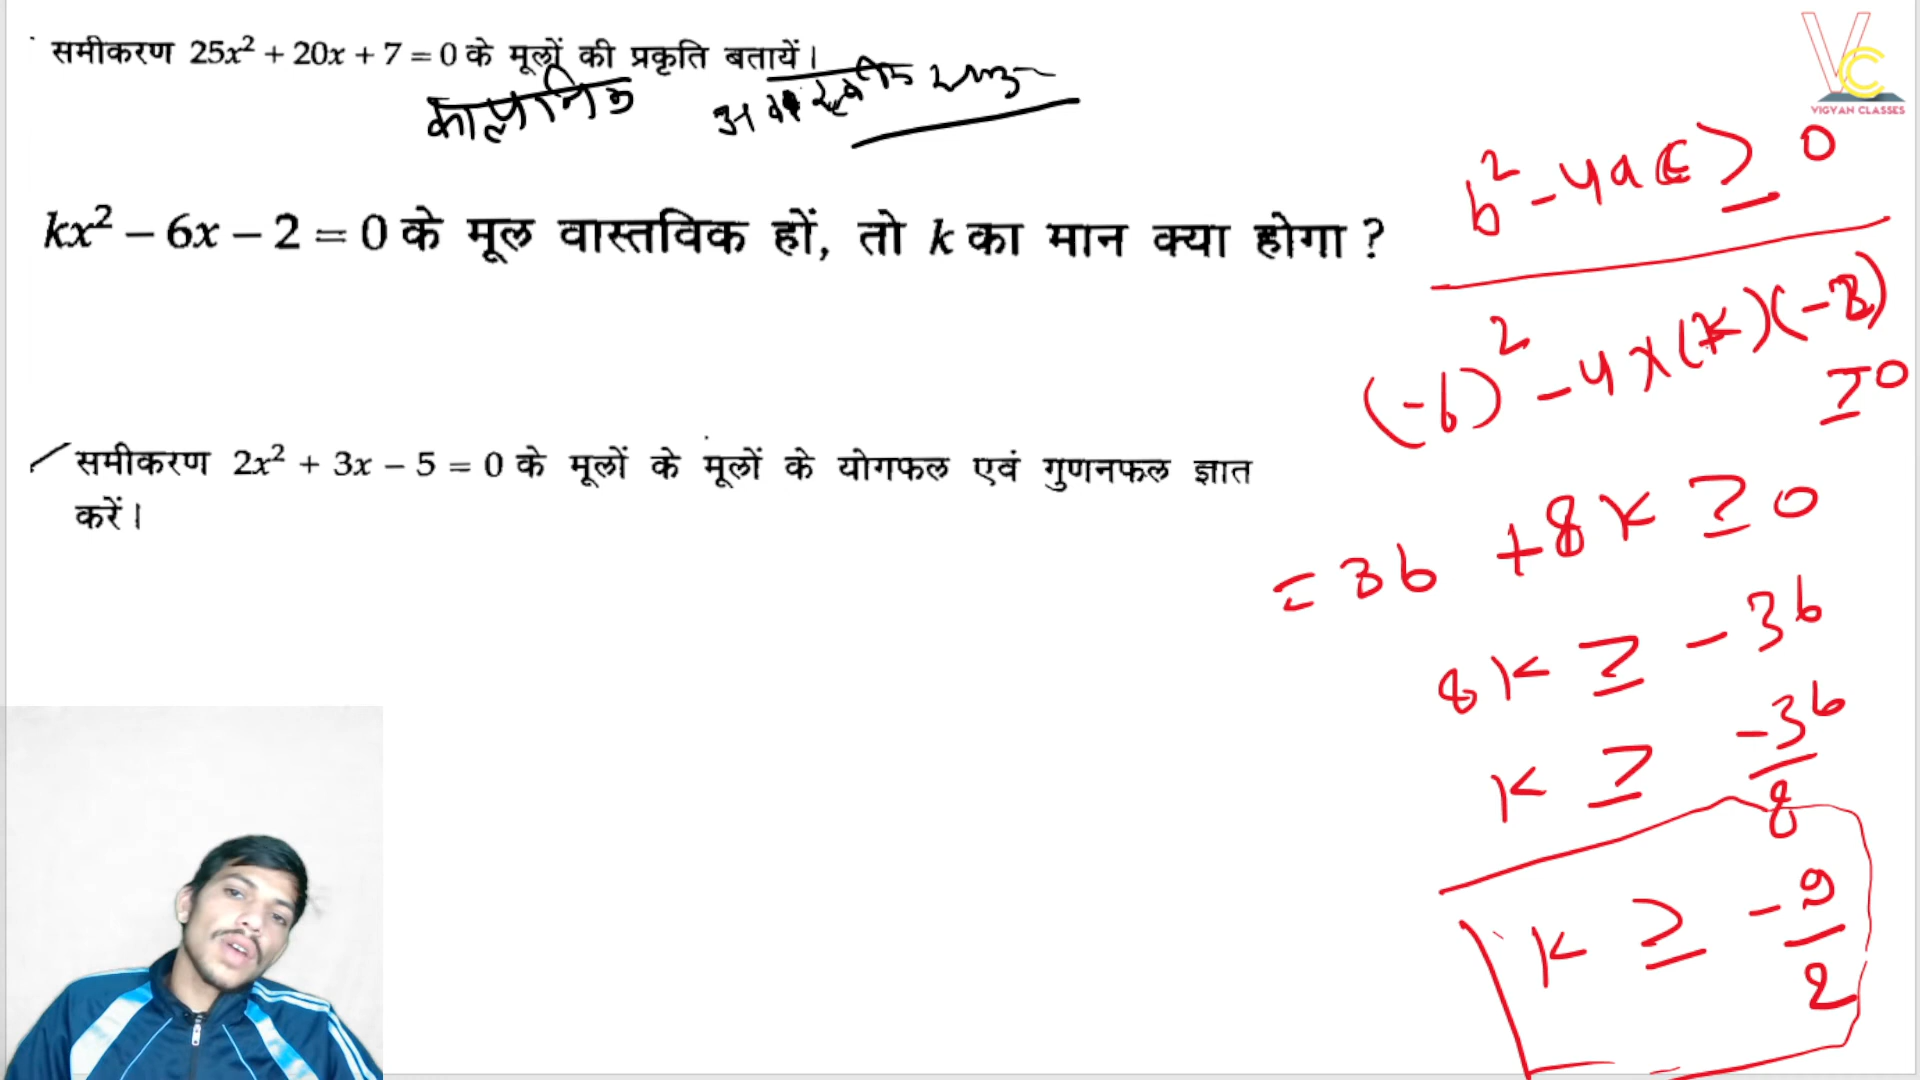 समीकरण 25x² + 20x + 7 = 0 के मूलों की प्रकृति बतायें।
काल्पनिक
kx² – 6x – 2 = 0 के मूल वास्तविक हों, तो k का मान क्या होगा ?
समीकरण 2x² + 3x – 5 = 0 के मूलों के मूलों के योगफल एवं गुणनफल ज्ञात
करें।
VC
VIGYAN CLASSES
b² - 4ac ≥ 0
(-6)² - 4×(k)(-2)
≥0
= 36 + 8k ≥ 0
8k ≥ -36
k ≥ -36/8
k ≥ -9/2